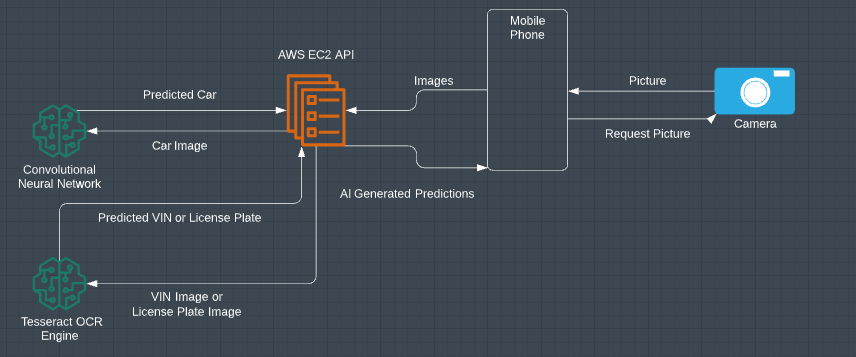 Mobile
Phone
AWS EC2 API
Images
Picture
Predicted Car
Camera
Request Picture
Car Image
Convolutional
Neural Network
AI Generated Predictions
Predicted VIN or License Plate
VIN Image or
License Plate Image
Tesseract OCR
Engine